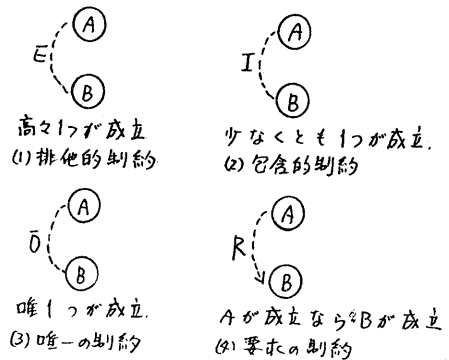 A
E
B
高々1つが成立
(1) 排他的制約
A
I
B
少なくとも1つが成立.
(2) 包含的制約
A
O
B
唯1つが成立.
(3) 唯一の制約
A
R
B
Aが成立ならBが成立
(4) 要求の制約